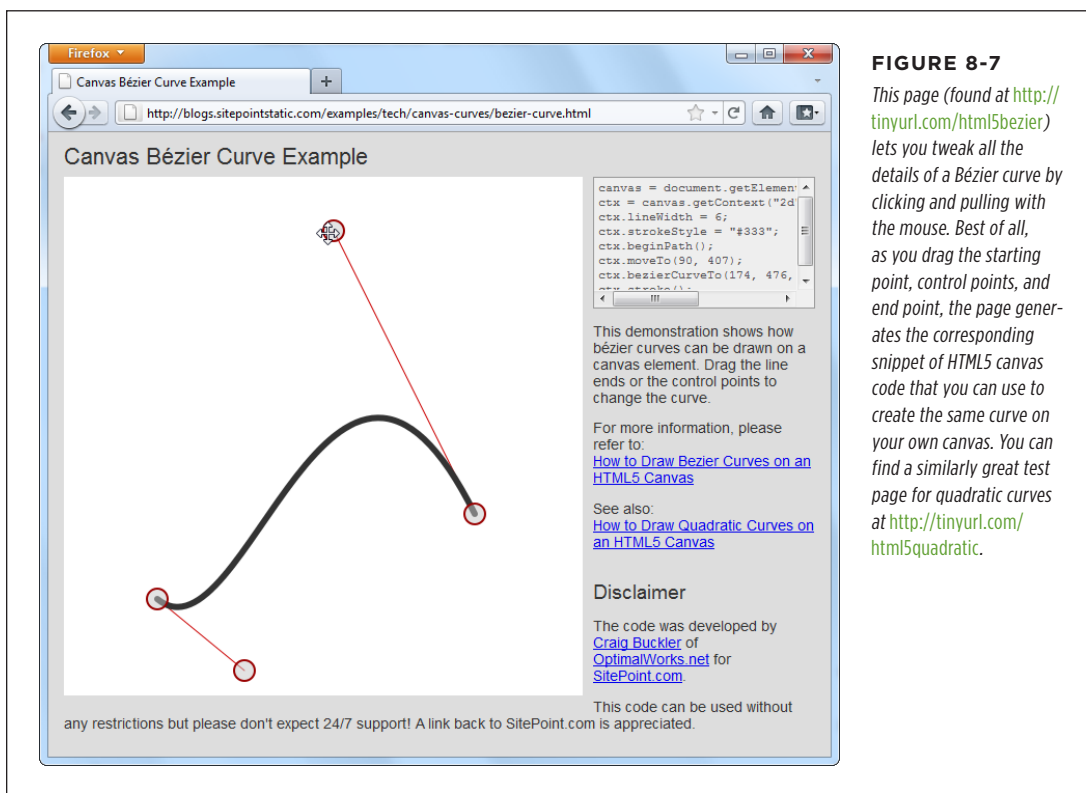 Firefox
Canvas Bézier Curve Example
http://blogs.sitepointstatic.com/examples/tech/canvas-curves/bezier-curve.html
Canvas Bézier Curve Example
canvas = document.getElemen
ctx = canvas.getContext("2d"
ctx.lineWidth = 6;
ctx.strokeStyle = "#333";
ctx.beginPath();
ctx.moveTo(90, 407);
ctx.bezierCurveTo(174, 476,
ctx.stroke();
This demonstration shows how
bézier curves can be drawn on a
canvas element. Drag the line
ends or the control points to
change the curve.
For more information, please
refer to:
How to Draw Bezier Curves on an
HTML5 Canvas
See also:
How to Draw Quadratic Curves on
an HTML5 Canvas
Disclaimer
The code was developed by
Craig Buckler of
OptimalWorks.net for
SitePoint.com.
This code can be used without
any restrictions but please don't expect 24/7 support! A link back to SitePoint.com is appreciated.
FIGURE 8-7
This page (found at http://
tinyurl.com/html5bezier)
lets you tweak all the
details of a Bézier curve by
clicking and pulling with
the mouse. Best of all,
as you drag the starting
point, control points, and
end point, the page gener-
ates the corresponding
snippet of HTML5 canvas
code that you can use to
create the same curve on
your own canvas. You can
find a similarly great test
page for quadratic curves
at http://tinyurl.com/
html5quadratic.